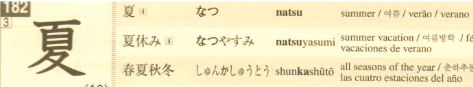 182
3
夏
夏 4 なつ natsu summer / 여름 / verão / verano
夏休み 4 なつやすみ natsuyasumi summer vacation / 여름방학 /
vacaciones de verano
春夏秋冬 しゅんかしゅうとう shunkashūtō all seasons of the year / 춘하추동
las cuatro estaciones del año